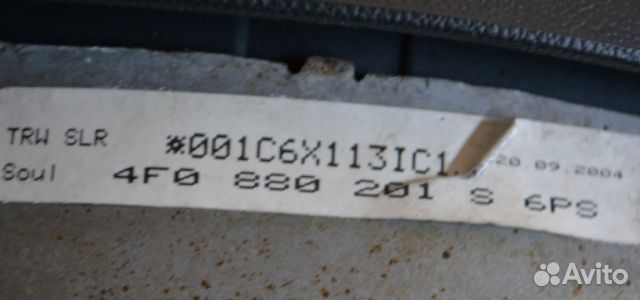 TRW SLR *001C6X113IC1 20.09.2004
Soul 4F0 880 201 S 6PS
Avito